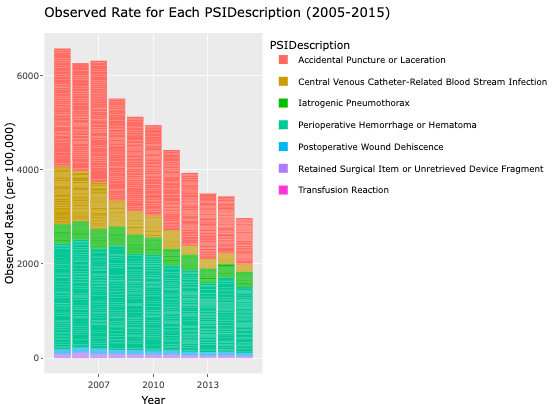 Observed Rate for Each PSIDescription (2005-2015)
PSIDescription
Accidental Puncture or Laceration
Central Venous Catheter-Related Blood Stream Infection
Iatrogenic Pneumothorax
Perioperative Hemorrhage or Hematoma
Postoperative Wound Dehiscence
Retained Surgical Item or Unretrieved Device Fragment
Transfusion Reaction
Observed Rate (per 100,000)
6000
4000
2000
0
2007 2010 2013
Year